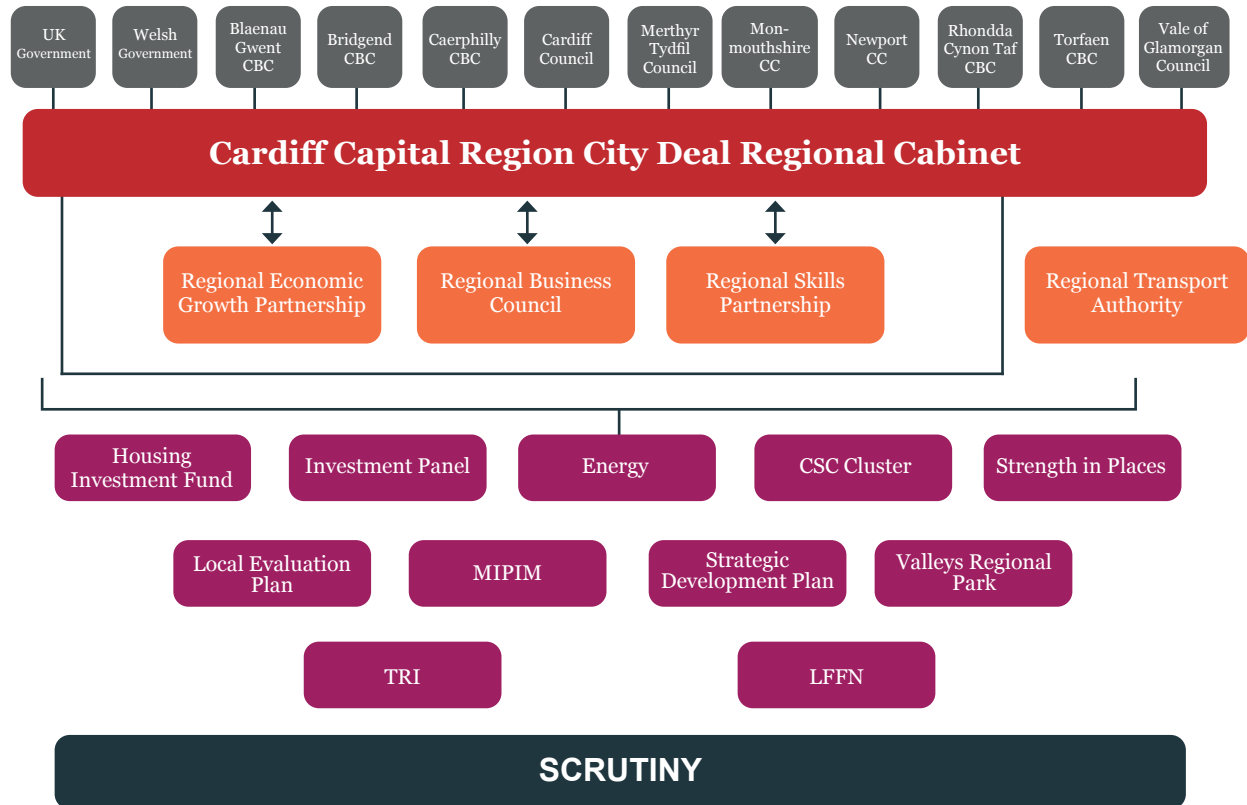 UK
Government
Welsh
Government
Blaenau
Gwent
CBC
Bridgend
CBC
Caerphilly
CBC
Cardiff
Council
Merthyr
Tydfil
Council
Mon-
mouthshire
CC
Newport
CC
Rhondda
Cynon Taf
CBC
Torfaen
CBC
Vale of
Glamorgan
Council
Cardiff Capital Region City Deal Regional Cabinet
Regional Economic
Growth Partnership
Regional Business
Council
Regional Skills
Partnership
Regional Transport
Authority
Housing
Investment Fund
Investment Panel
Energy
CSC Cluster
Strength in Places
Local Evaluation
Plan
MIPIM
Strategic
Development Plan
Valleys Regional
Park
TRI
LFFN
SCRUTINY